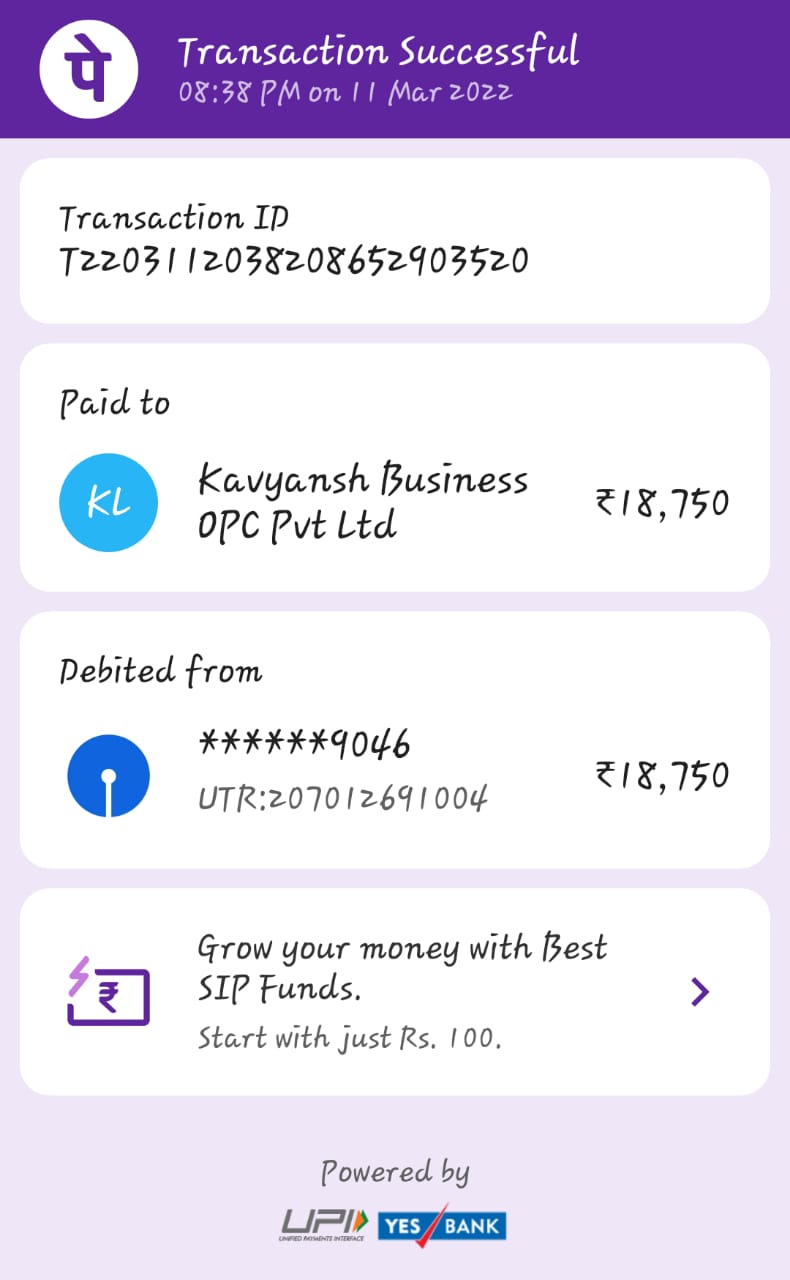 पे
Transaction Successful
08:38 PM on 11 Mar 2022
Transaction ID
T2203112038208652903520
Paid to
KL
Kavyansh Business
OPC Pvt Ltd
₹18,750
Debited from
******9046
UTR:207012691004
₹18,750
Grow your money with Best
SIP Funds.
₹
Start with just Rs. 100.
Powered by
UPI
UNIFIED PAYMENTS INTERFACE
YES BANK